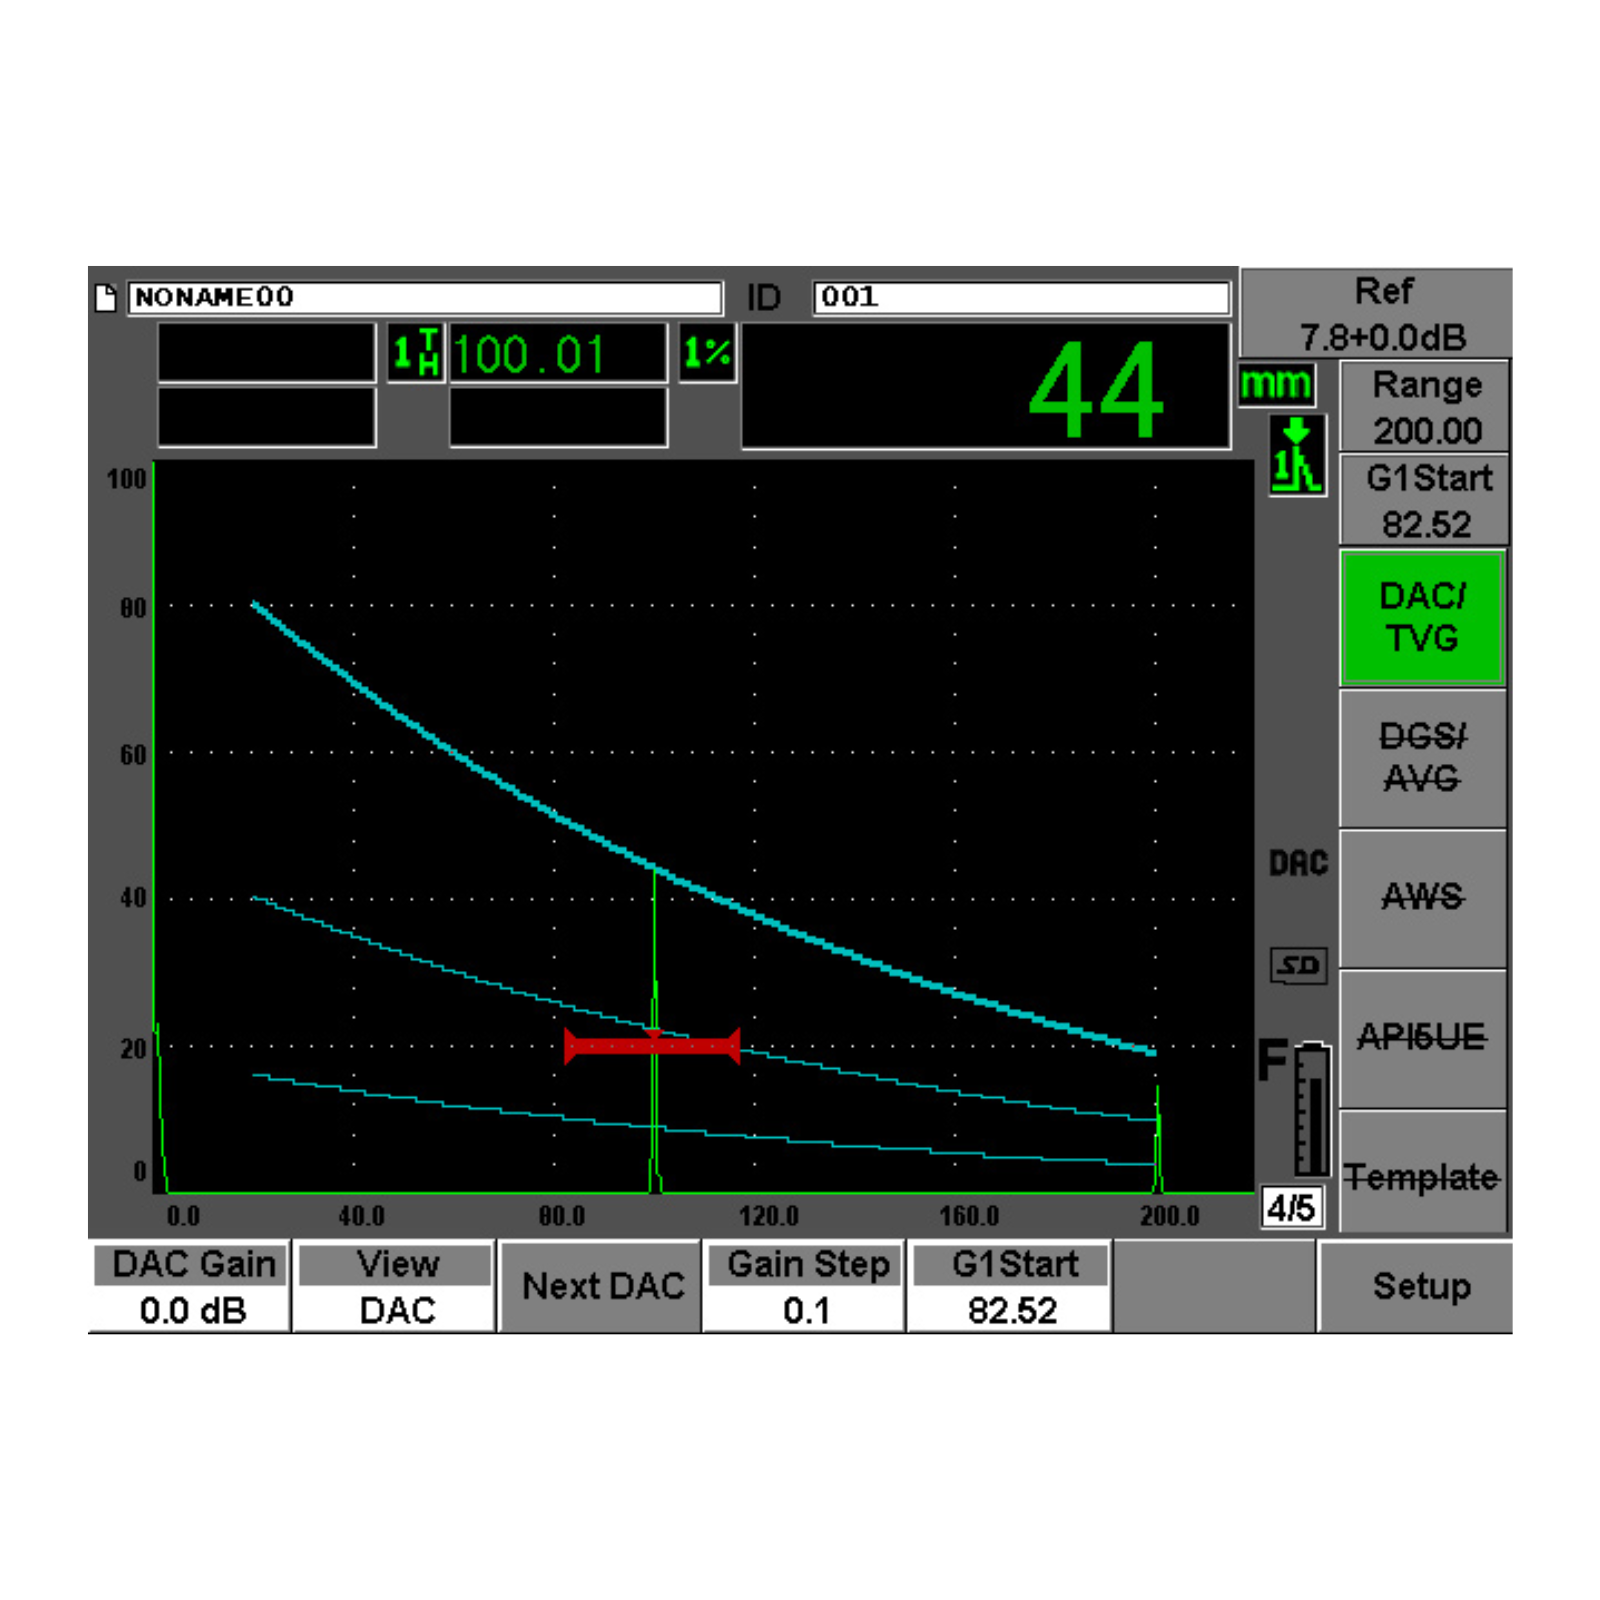 NONAME00 ID 001
Ref
7.8+0.0dB
1 TH 100.01 1% 44
mm
Range
200.00
1
G1Start
82.52
DAC/
TVG
DGS/
AVG
AWS
API5UE
Template
DAC
SD
F
4/5
100
80
60
40
20
0
0.0 40.0 80.0 120.0 160.0 200.0
DAC Gain
0.0 dB
View
DAC
Next DAC
Gain Step
0.1
G1Start
82.52
Setup